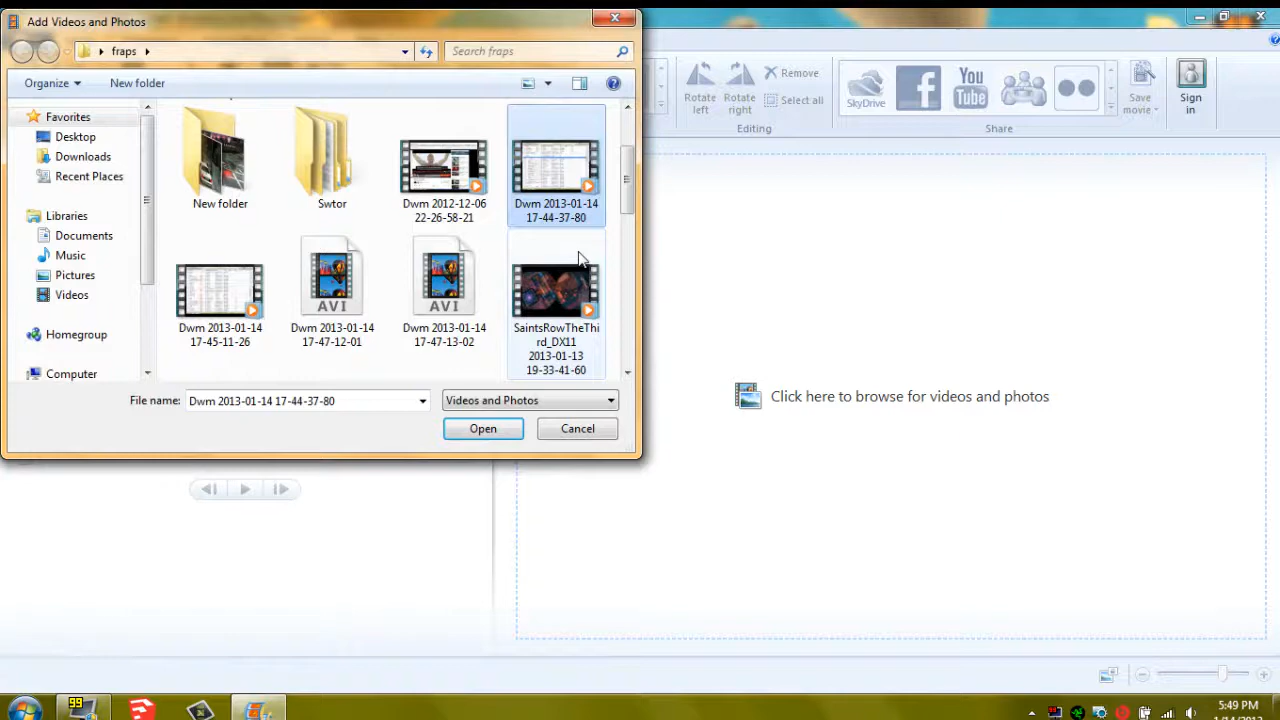 Add Videos and Photos
fraps
Search fraps
Organize
New folder
Favorites
Desktop
Downloads
Recent Places
Libraries
Documents
Music
Pictures
Videos
Homegroup
Computer
New folder
Swtor
Dwm 2012-12-06
22-26-58-21
Dwm 2013-01-14
17-44-37-80
Dwm 2013-01-14
17-45-11-26
AVI
Dwm 2013-01-14
17-47-12-01
AVI
Dwm 2013-01-14
17-47-13-02
SaintsRowTheThi
rd_DX11
2013-01-13
19-33-41-60
File name:
Dwm 2013-01-14 17-44-37-80
Videos and Photos
Open
Cancel
Rotate
left
Rotate
right
Remove
Select all
Editing
SkyDrive
You
Tube
Share
Save
movie
Sign
in
Click here to browse for videos and photos
99
5:49 PM